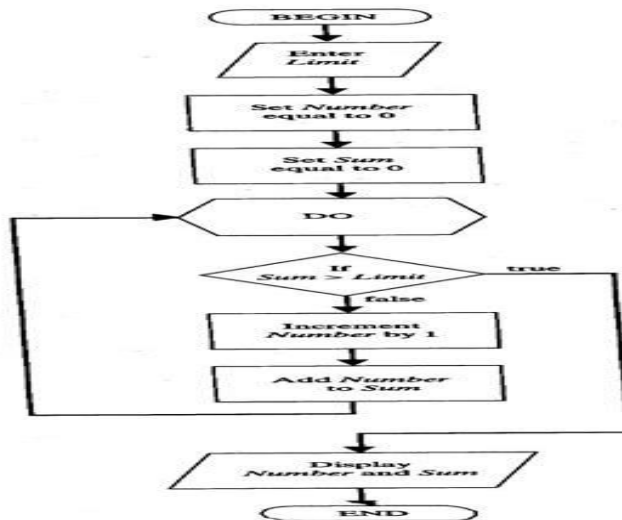 BEGIN
Enter
Limit
Set Number
equal to 0
Set Sum
equal to 0
DO
If
Sum > Limit
true
false
Increment
Number by 1
Add Number
to Sum
Display
Number and Sum
END